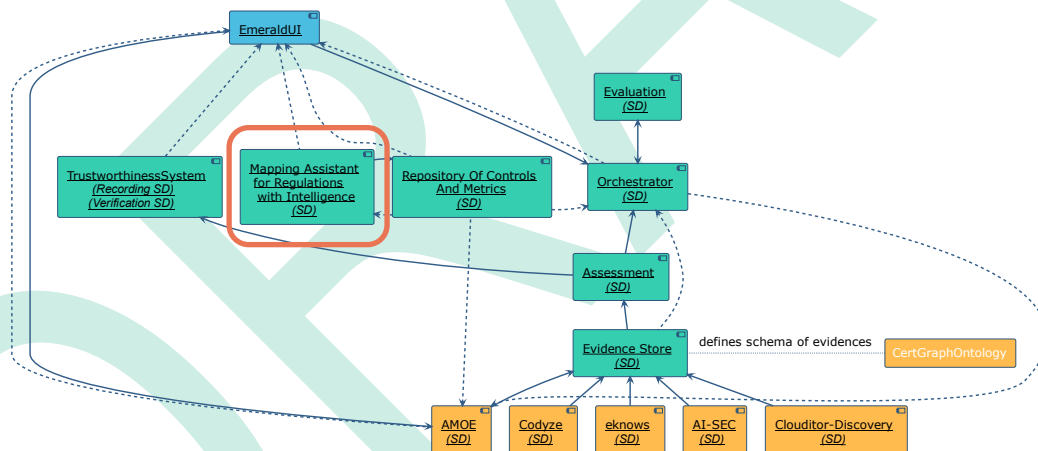 EmeraldUI
Evaluation
(SD)
TrustworthinessSystem
(Recording SD)
(Verification SD)
Mapping Assistant
for Regulations
with Intelligence
(SD)
Repository Of Controls
And Metrics
(SD)
Orchestrator
(SD)
Assessment
(SD)
Evidence Store
(SD)
defines schema of evidences
CertGraphOntology
AMOE
(SD)
Codyze
(SD)
eknows
(SD)
AI-SEC
(SD)
Clouditor-Discovery
(SD)